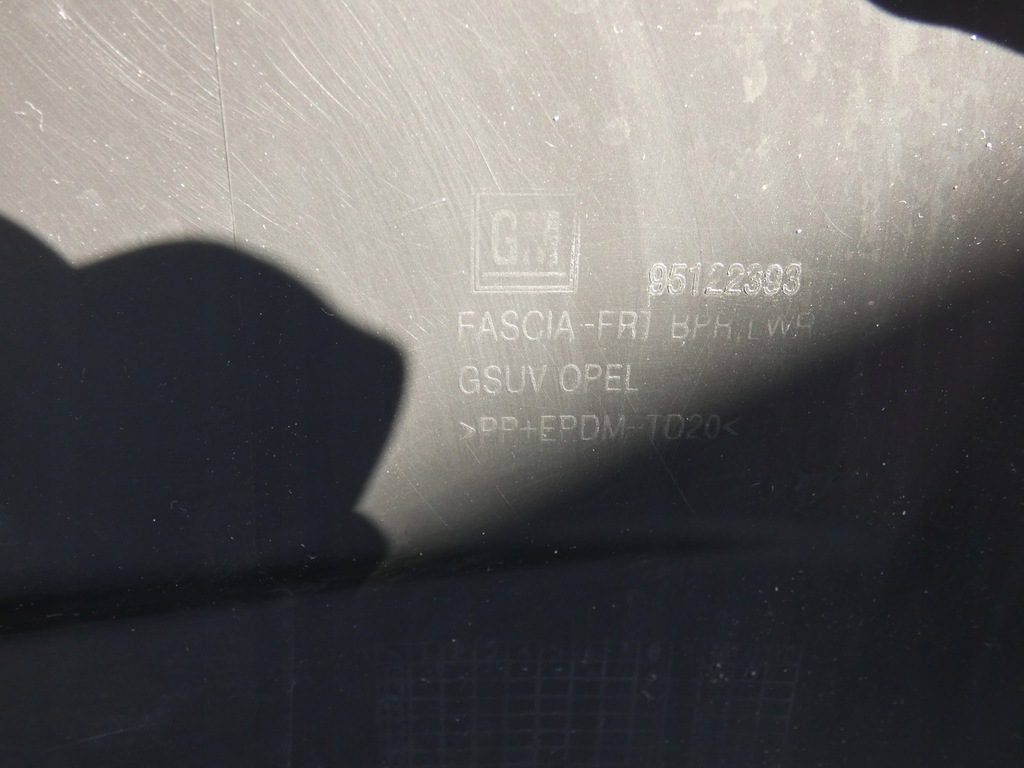 GM
95122393
FASCIA-FRT BPR,LWR
GSUV OPEL
>PP+EPDM-TD20<